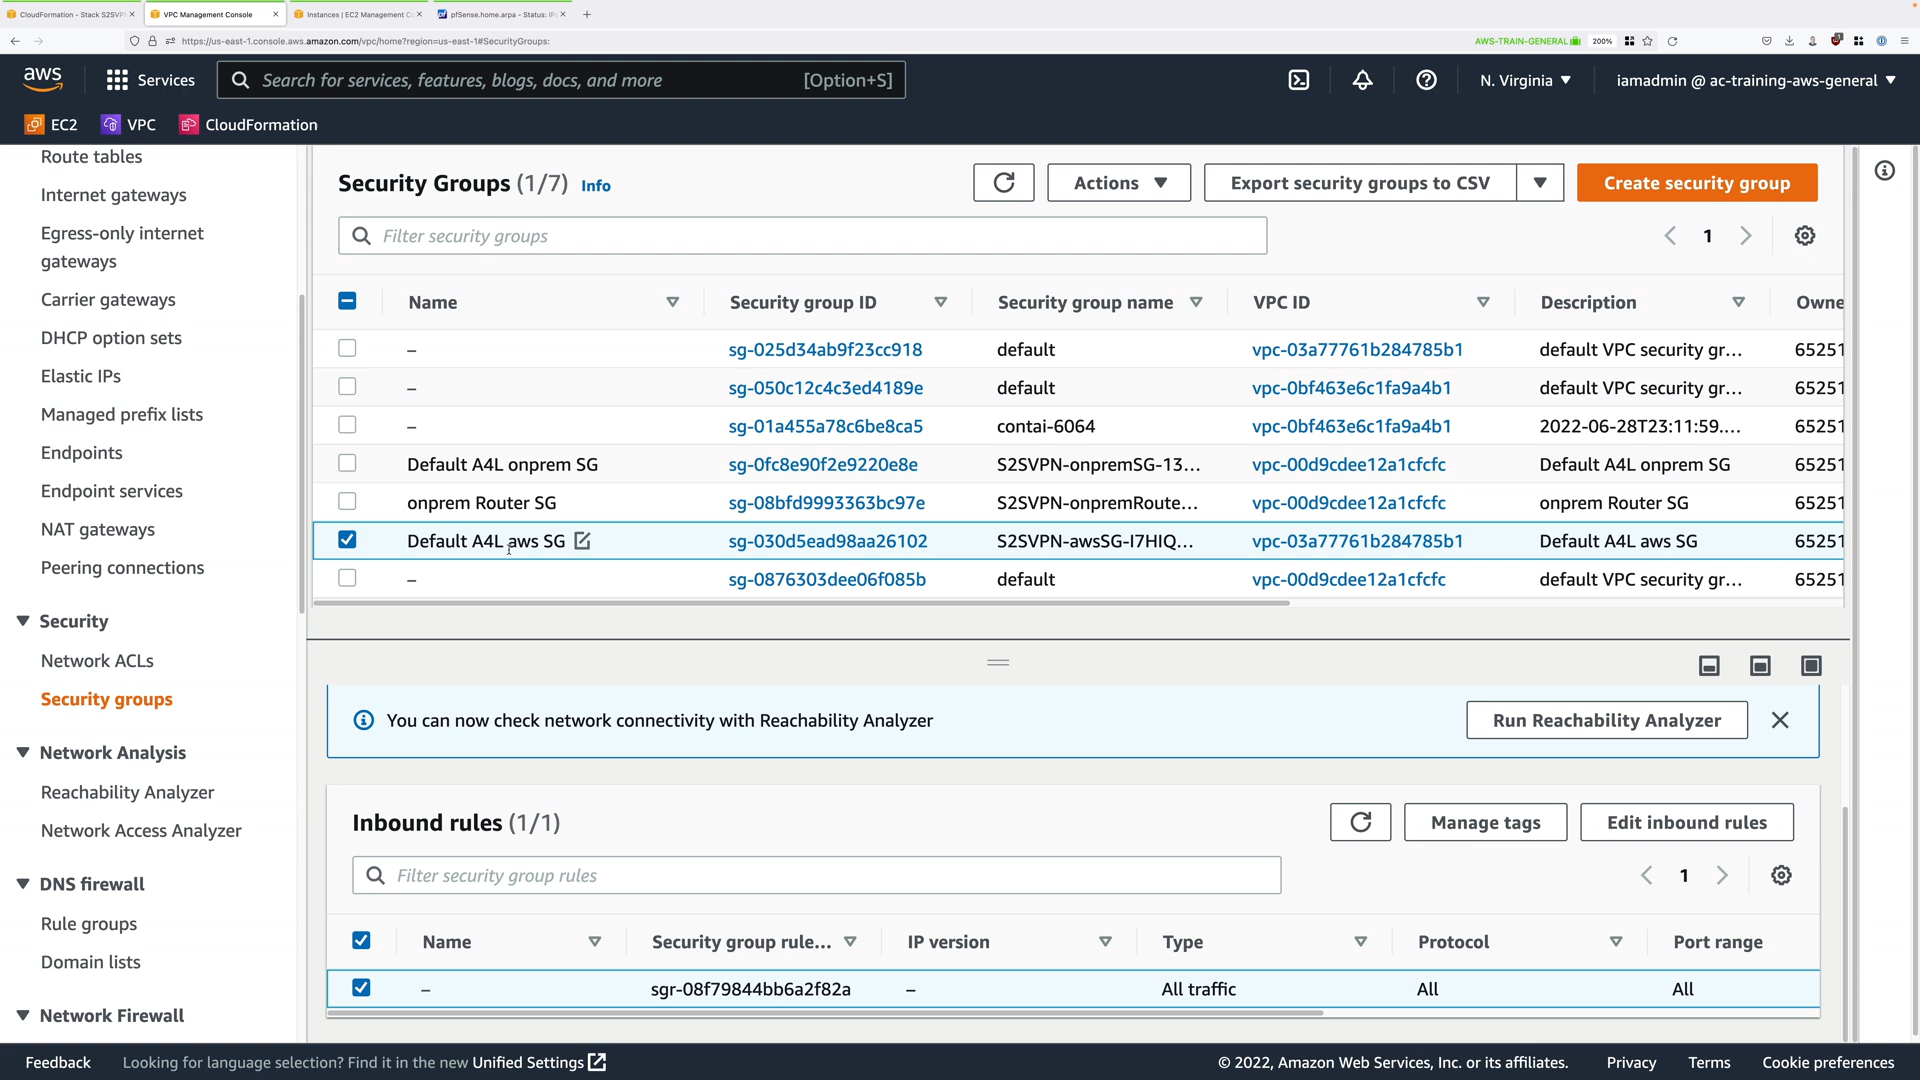 CloudFormation - Stack S2SVPN
VPC Management Console
Instances | EC2 Management C
pfSense.home.arpa - Status: IPs
https://us-east-1.console.aws.amazon.com/vpc/home?region=us-east-1#SecurityGroups:
AWS-TRAIN-GENERAL
200%
aws
Services
Search for services, features, blogs, docs, and more
[Option+S]
N. Virginia
iamadmin @ ac-training-aws-general
EC2
VPC
CloudFormation
Route tables
Internet gateways
Egress-only internet
gateways
Carrier gateways
DHCP option sets
Elastic IPs
Managed prefix lists
Endpoints
Endpoint services
NAT gateways
Peering connections
Security
Network ACLs
Security groups
Network Analysis
Reachability Analyzer
Network Access Analyzer
DNS firewall
Rule groups
Domain lists
Network Firewall
Security Groups (1/7) Info
Actions
Export security groups to CSV
Create security group
Filter security groups
1
Name Security group ID Security group name VPC ID Description Owne
– sg-025d34ab9f23cc918 default vpc-03a77761b284785b1 default VPC security gr... 65251
– sg-050c12c4c3ed4189e default vpc-0bf463e6c1fa9a4b1 default VPC security gr... 65251
– sg-01a455a78c6be8ca5 contai-6064 vpc-0bf463e6c1fa9a4b1 2022-06-28T23:11:59.... 65251
Default A4L onprem SG sg-0fc8e90f2e9220e8e S2SVPN-onpremSG-13... vpc-00d9cdee12a1cfcfc Default A4L onprem SG 65251
onprem Router SG sg-08bfd9993363bc97e S2SVPN-onpremRoute... vpc-00d9cdee12a1cfcfc onprem Router SG 65251
Default A4L aws SG sg-030d5ead98aa26102 S2SVPN-awsSG-I7HIQ... vpc-03a77761b284785b1 Default A4L aws SG 65251
– sg-0876303dee06f085b default vpc-00d9cdee12a1cfcfc default VPC security gr... 65251
You can now check network connectivity with Reachability Analyzer
Run Reachability Analyzer
Inbound rules (1/1)
Manage tags
Edit inbound rules
Filter security group rules
1
Name Security group rule... IP version Type Protocol Port range
– sgr-08f79844bb6a2f82a – All traffic All All
Feedback
Looking for language selection? Find it in the new Unified Settings
© 2022, Amazon Web Services, Inc. or its affiliates.
Privacy
Terms
Cookie preferences